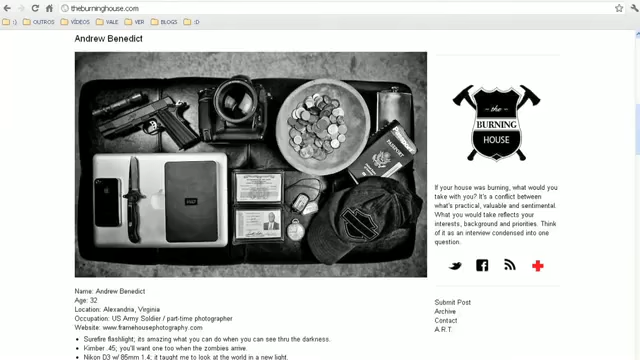 theburninghouse.com
:)
OUTROS
VÍDEOS
VALE
VER
BLOGS
:D
Andrew Benedict
PASSPORT
the
BURNING
HOUSE
If your house was burning, what would you
take with you? It's a conflict between
what's practical, valuable and sentimental.
What you would take reflects your
interests, background and priorities. Think
of it as an interview condensed into one
question.
Name: Andrew Benedict
Age: 32
Location: Alexandria, Virginia
Occupation: US Army Soldier / part-time photographer
Website: www.framehousephotography.com
Surefire flashlight; its amazing what you can do when you can see thru the darkness.
Kimber .45; you'll want one too when the zombies arrive.
Nikon D3 w/ 85mm 1.4; it taught me to look at the world in a new light.
Submit Post
Archive
Contact
A.R.T.